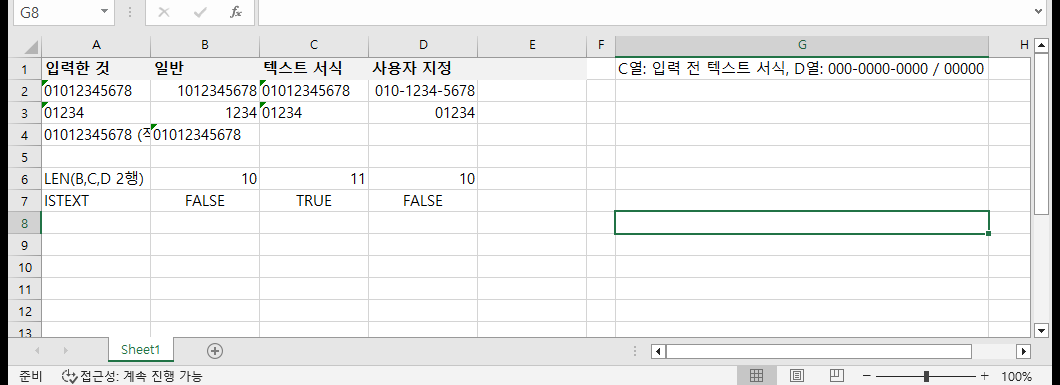 G8 fx
A B C D E F G H
1 입력한 것 일반 텍스트 서식 사용자 지정 C열: 입력 전 텍스트 서식, D열: 000-0000-0000 / 00000
2 01012345678 1012345678 01012345678 010-1234-5678
3 01234 1234 01234 01234
4 01012345678 ( 01012345678
5
6 LEN(B,C,D 2행) 10 11 10
7 ISTEXT FALSE TRUE FALSE
8
9
10
11
12
13
Sheet1
준비 접근성: 계속 진행 가능 100%